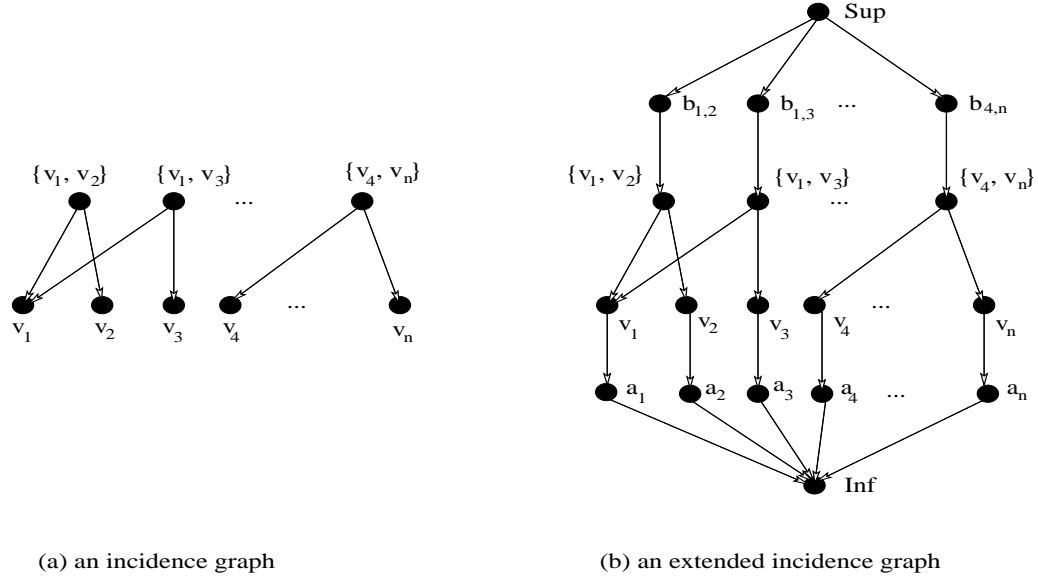 Sup
b1,2 b1,3 ... b4,n
{v1, v2} {v1, v3} ... {v4, vn}
{v1, v2} {v1, v3} ... {v4, vn}
v1 v2 v3 v4 ... vn
v1 v2 v3 v4 ... vn
a1 a2 a3 a4 ... an
Inf
(a) an incidence graph
(b) an extended incidence graph